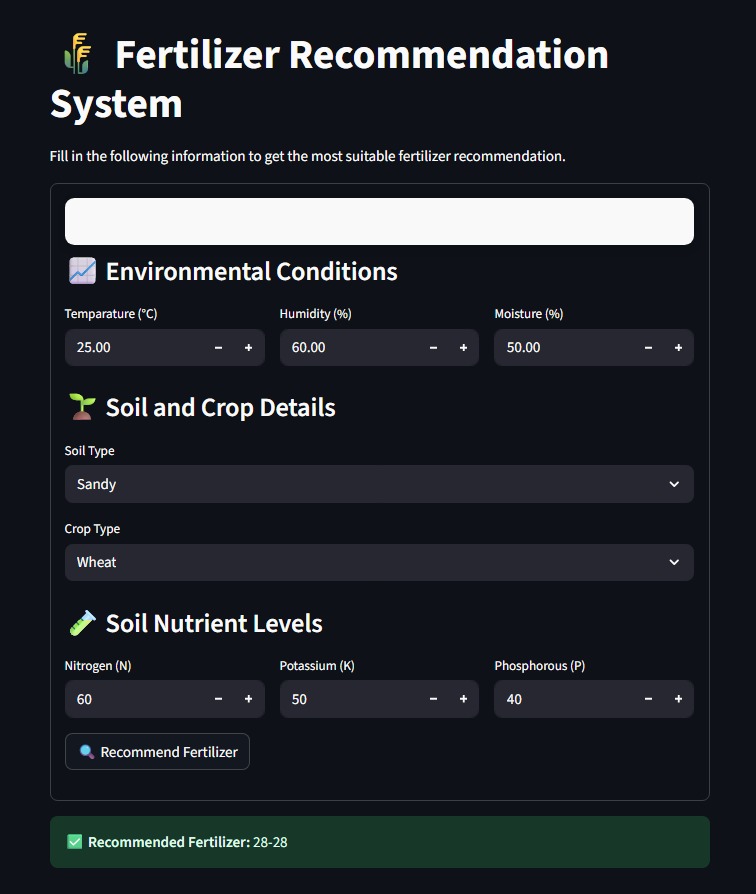 Fertilizer Recommendation
System
Fill in the following information to get the most suitable fertilizer recommendation.
Environmental Conditions
Temparature (°C) Humidity (%) Moisture (%)
25.00 − + 60.00 − + 50.00 − +
Soil and Crop Details
Soil Type
Sandy
Crop Type
Wheat
Soil Nutrient Levels
Nitrogen (N) Potassium (K) Phosphorous (P)
60 − + 50 − + 40 − +
Recommend Fertilizer
Recommended Fertilizer: 28-28